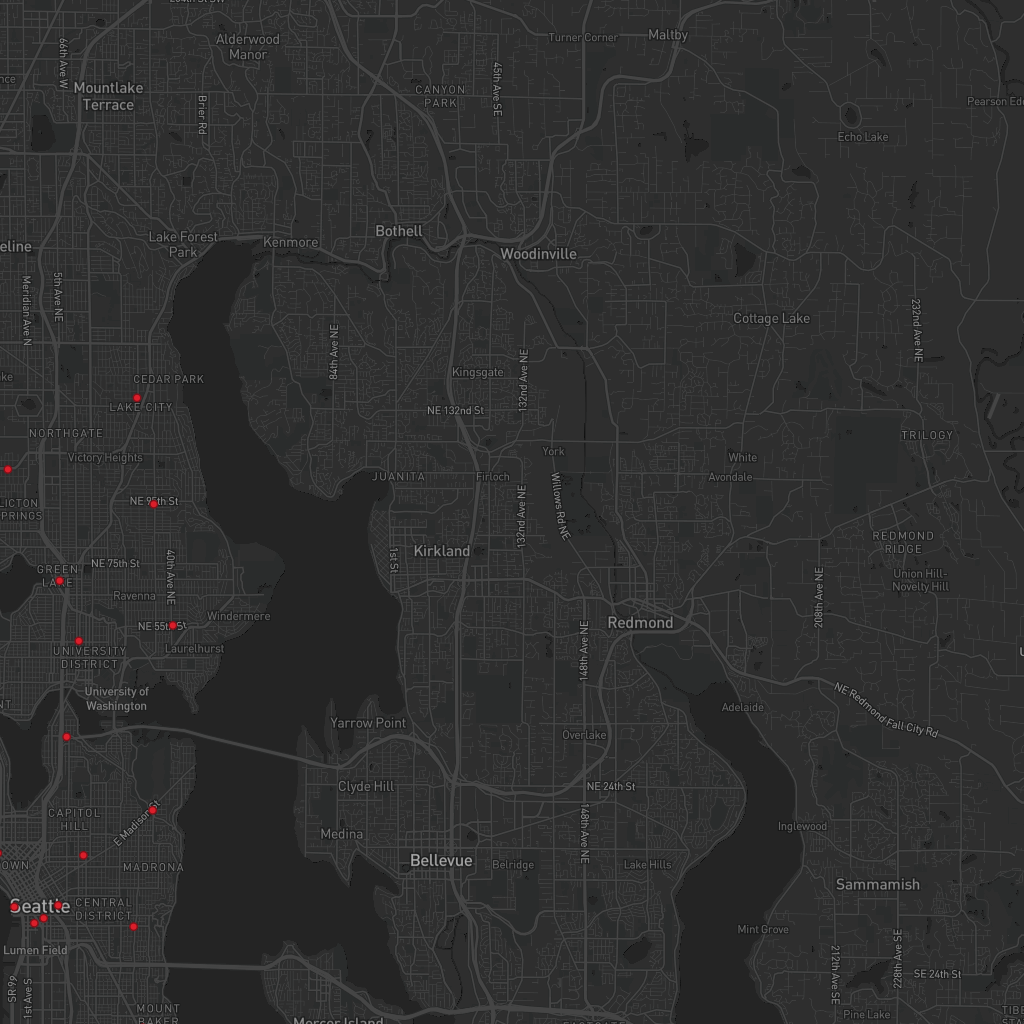 Alderwood
Manor
Turner Corner
Maltby
66th Ave W
45th Ave SE
Mountlake
Terrace
CANYON
PARK
Brier Rd
Echo Lake
Lake Forest
Park
Kenmore
Bothell
Woodinville
Meridian Ave N
5th Ave NE
Cottage Lake
232nd Ave NE
84th Ave NE
CEDAR PARK
Kingsgate
132nd Ave NE
LAKE CITY
NE 132nd St
NORTHGATE
TRILOGY
Victory Heights
York
White
JUANITA
Firloch
Avondale
NE 95th St
Willows Rd NE
132nd Ave NE
REDMOND
RIDGE
Kirkland
1st St
GREEN
LAKE
NE 75th St
40th Ave NE
Union Hill-
Novelty Hill
Ravenna
208th Ave NE
Windermere
NE 55th St
Redmond
UNIVERSITY
DISTRICT
Laurelhurst
148th Ave NE
University of
Washington
NE Redmond Fall City Rd
Adelaide
Yarrow Point
Overlake
Clyde Hill
NE 24th St
CAPITOL
HILL
E Madison St
Medina
148th Ave NE
Inglewood
MADRONA
Bellevue
Belridge
Lake Hills
Sammamish
Seattle
CENTRAL
DISTRICT
Mint Grove
Lumen Field
212th Ave SE
228th Ave SE
SE 24th St
SR 99
1st Ave S
MOUNT
BAKER
Mercer Island
Pine Lake